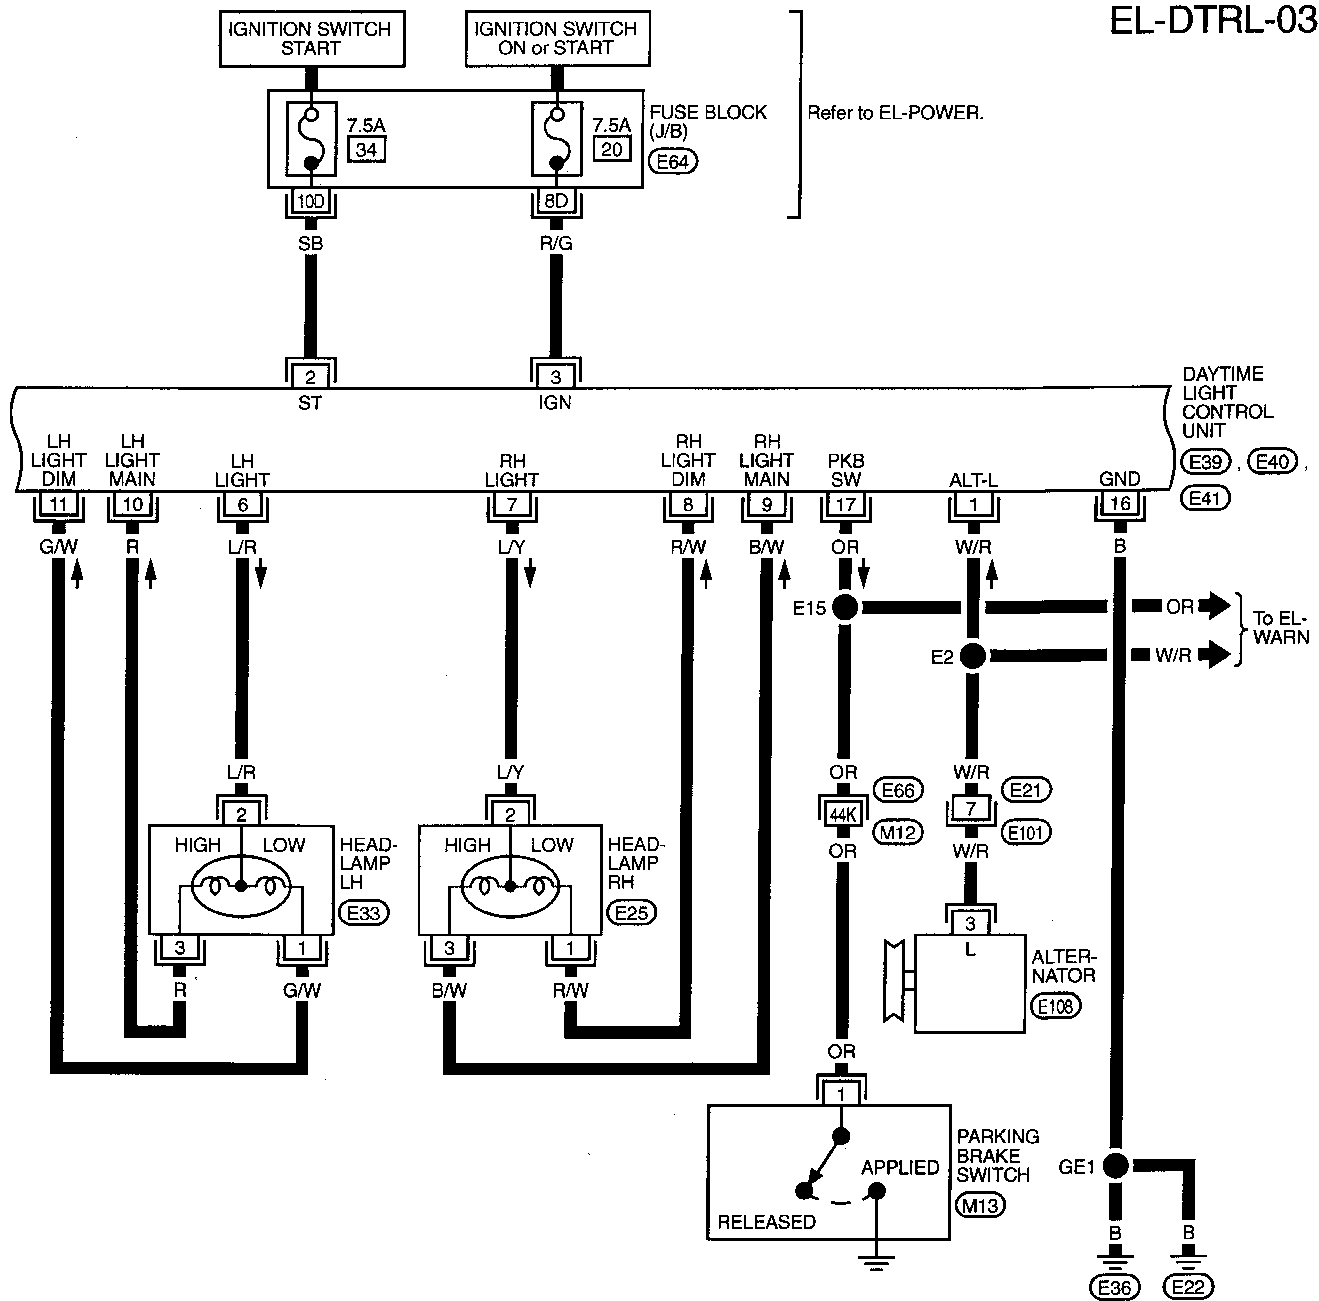 EL-DTRL-03
IGNITION SWITCH
START
IGNITION SWITCH
ON or START
7.5A
34
7.5A
20
FUSE BLOCK
(J/B)
E64
Refer to EL-POWER.
10D
8D
SB
R/G
2
3
ST
IGN
DAYTIME
LIGHT
CONTROL
UNIT
E39 , E40 ,
E41
LH
LIGHT
DIM
LH
LIGHT
MAIN
LH
LIGHT
RH
LIGHT
RH
LIGHT
DIM
RH
LIGHT
MAIN
PKB
SW
ALT-L
GND
11
10
6
7
8
9
17
1
16
G/W
R
L/R
L/Y
R/W
B/W
OR
W/R
B
E15
OR
E2
W/R
To EL-
WARN
L/R
L/Y
OR
W/R
2
2
44K
E66
M12
7
E21
E101
OR
W/R
HIGH
LOW
HEAD-
LAMP
LH
E33
HIGH
LOW
HEAD-
LAMP
RH
E25
3
1
3
1
R
G/W
B/W
R/W
3
L
ALTER-
NATOR
E108
OR
1
APPLIED
RELEASED
PARKING
BRAKE
SWITCH
M13
GE1
B
B
E36
E22